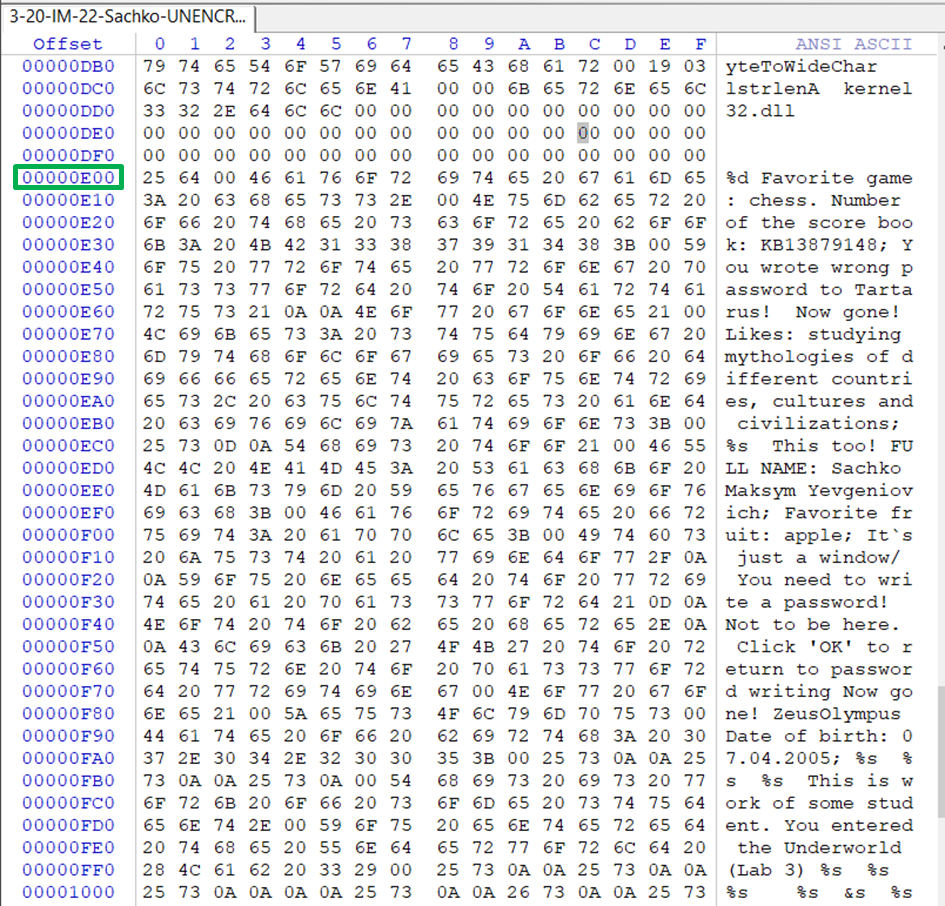 3-20-IM-22-Sachko-UNENCR...
Offset 0 1 2 3 4 5 6 7 8 9 A B C D E F ANSI ASCII
00000DB0 79 74 65 54 6F 57 69 64 65 43 68 61 72 00 19 03 yteToWideChar
00000DC0 6C 73 74 72 6C 65 6E 41 00 00 6B 65 72 6E 65 6C lstrlenA kernel
00000DD0 33 32 2E 64 6C 6C 00 00 00 00 00 00 00 00 00 00 32.dll
00000DE0 00 00 00 00 00 00 00 00 00 00 00 00 00 00 00 00
00000DF0 00 00 00 00 00 00 00 00 00 00 00 00 00 00 00 00
00000E00 25 64 00 46 61 76 6F 72 69 74 65 20 67 61 6D 65 %d Favorite game
00000E10 3A 20 63 68 65 73 73 2E 00 4E 75 6D 62 65 72 20 : chess. Number
00000E20 6F 66 20 74 68 65 20 73 63 6F 72 65 20 62 6F 6F of the score boo
00000E30 6B 3A 20 4B 42 31 33 38 37 39 31 34 38 3B 00 59 k: KB13879148; Y
00000E40 6F 75 20 77 72 6F 74 65 20 77 72 6F 6E 67 20 70 ou wrote wrong p
00000E50 61 73 73 77 6F 72 64 20 74 6F 20 54 61 72 74 61 assword to Tarta
00000E60 72 75 73 21 0A 0A 4E 6F 77 20 67 6F 6E 65 21 00 rus! Now gone!
00000E70 4C 69 6B 65 73 3A 20 73 74 75 64 79 69 6E 67 20 Likes: studying
00000E80 6D 79 74 68 6F 6C 6F 67 69 65 73 20 6F 66 20 64 mythologies of d
00000E90 69 66 66 65 72 65 6E 74 20 63 6F 75 6E 74 72 69 ifferent countri
00000EA0 65 73 2C 20 63 75 6C 74 75 72 65 73 20 61 6E 64 es, cultures and
00000EB0 20 63 69 76 69 6C 69 7A 61 74 69 6F 6E 73 3B 00 civilizations;
00000EC0 25 73 0D 0A 54 68 69 73 20 74 6F 6F 21 00 46 55 %s This too! FU
00000ED0 4C 4C 20 4E 41 4D 45 3A 20 53 61 63 68 6B 6F 20 LL NAME: Sachko
00000EE0 4D 61 6B 73 79 6D 20 59 65 76 67 65 6E 69 6F 76 Maksym Yevgeniov
00000EF0 69 63 68 3B 00 46 61 76 6F 72 69 74 65 20 66 72 ich; Favorite fr
00000F00 75 69 74 3A 20 61 70 70 6C 65 3B 00 49 74 60 73 uit: apple; It`s
00000F10 20 6A 75 73 74 20 61 20 77 69 6E 64 6F 77 2F 0A just a window/
00000F20 0A 59 6F 75 20 6E 65 65 64 20 74 6F 20 77 72 69 You need to wri
00000F30 74 65 20 61 20 70 61 73 73 77 6F 72 64 21 0D 0A te a password!
00000F40 4E 6F 74 20 74 6F 20 62 65 20 68 65 72 65 2E 0A Not to be here.
00000F50 0A 43 6C 69 63 6B 20 27 4F 4B 27 20 74 6F 20 72 Click 'OK' to r
00000F60 65 74 75 72 6E 20 74 6F 20 70 61 73 73 77 6F 72 eturn to passwor
00000F70 64 20 77 72 69 74 69 6E 67 00 4E 6F 77 20 67 6F d writing Now go
00000F80 6E 65 21 00 5A 65 75 73 4F 6C 79 6D 70 75 73 00 ne! ZeusOlympus
00000F90 44 61 74 65 20 6F 66 20 62 69 72 74 68 3A 20 30 Date of birth: 0
00000FA0 37 2E 30 34 2E 32 30 30 35 3B 00 25 73 0A 0A 25 7.04.2005; %s %
00000FB0 73 0A 0A 25 73 0A 00 54 68 69 73 20 69 73 20 77 s %s This is w
00000FC0 6F 72 6B 20 6F 66 20 73 6F 6D 65 20 73 74 75 64 ork of some stud
00000FD0 65 6E 74 2E 00 59 6F 75 20 65 6E 74 65 72 65 64 ent. You entered
00000FE0 20 74 68 65 20 55 6E 64 65 72 77 6F 72 6C 64 20 the Underworld
00000FF0 28 4C 61 62 20 33 29 00 25 73 0A 0A 25 73 0A 0A (Lab 3) %s %s
00001000 25 73 0A 0A 0A 0A 25 73 0A 0A 26 73 0A 0A 25 73 %s %s &s %s